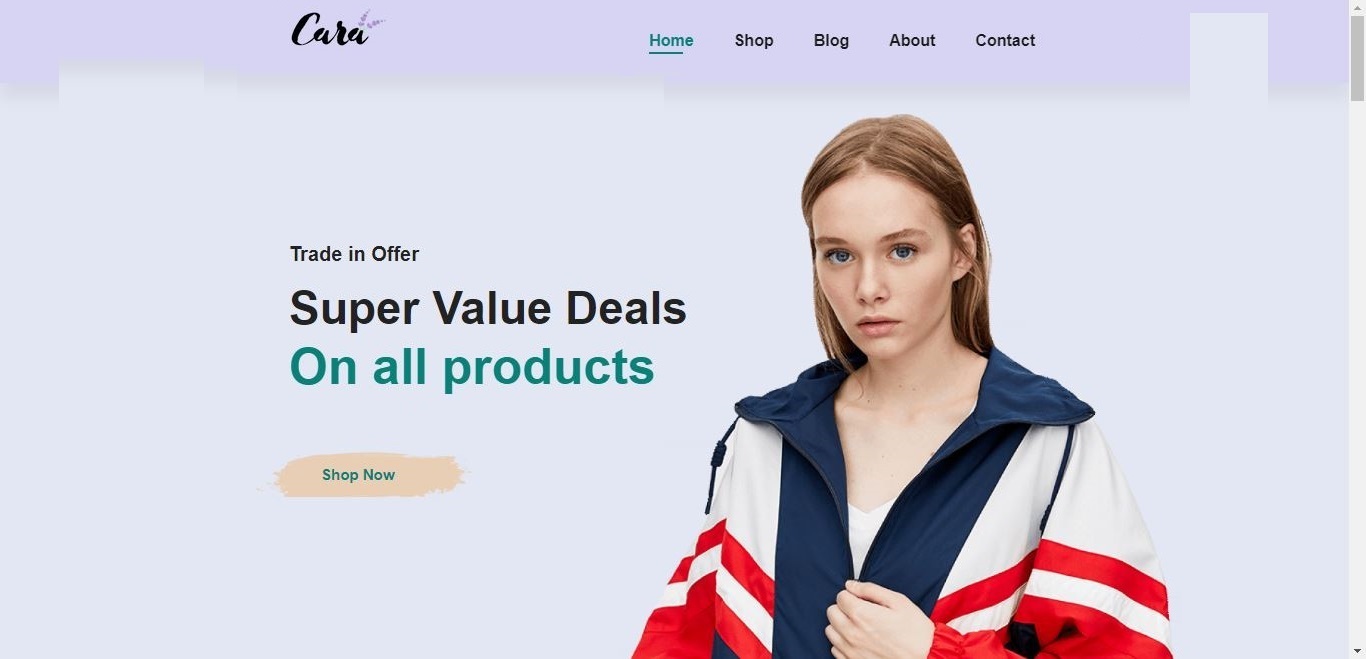 Cara
Home Shop Blog About Contact
Trade in Offer
Super Value Deals
On all products
Shop Now